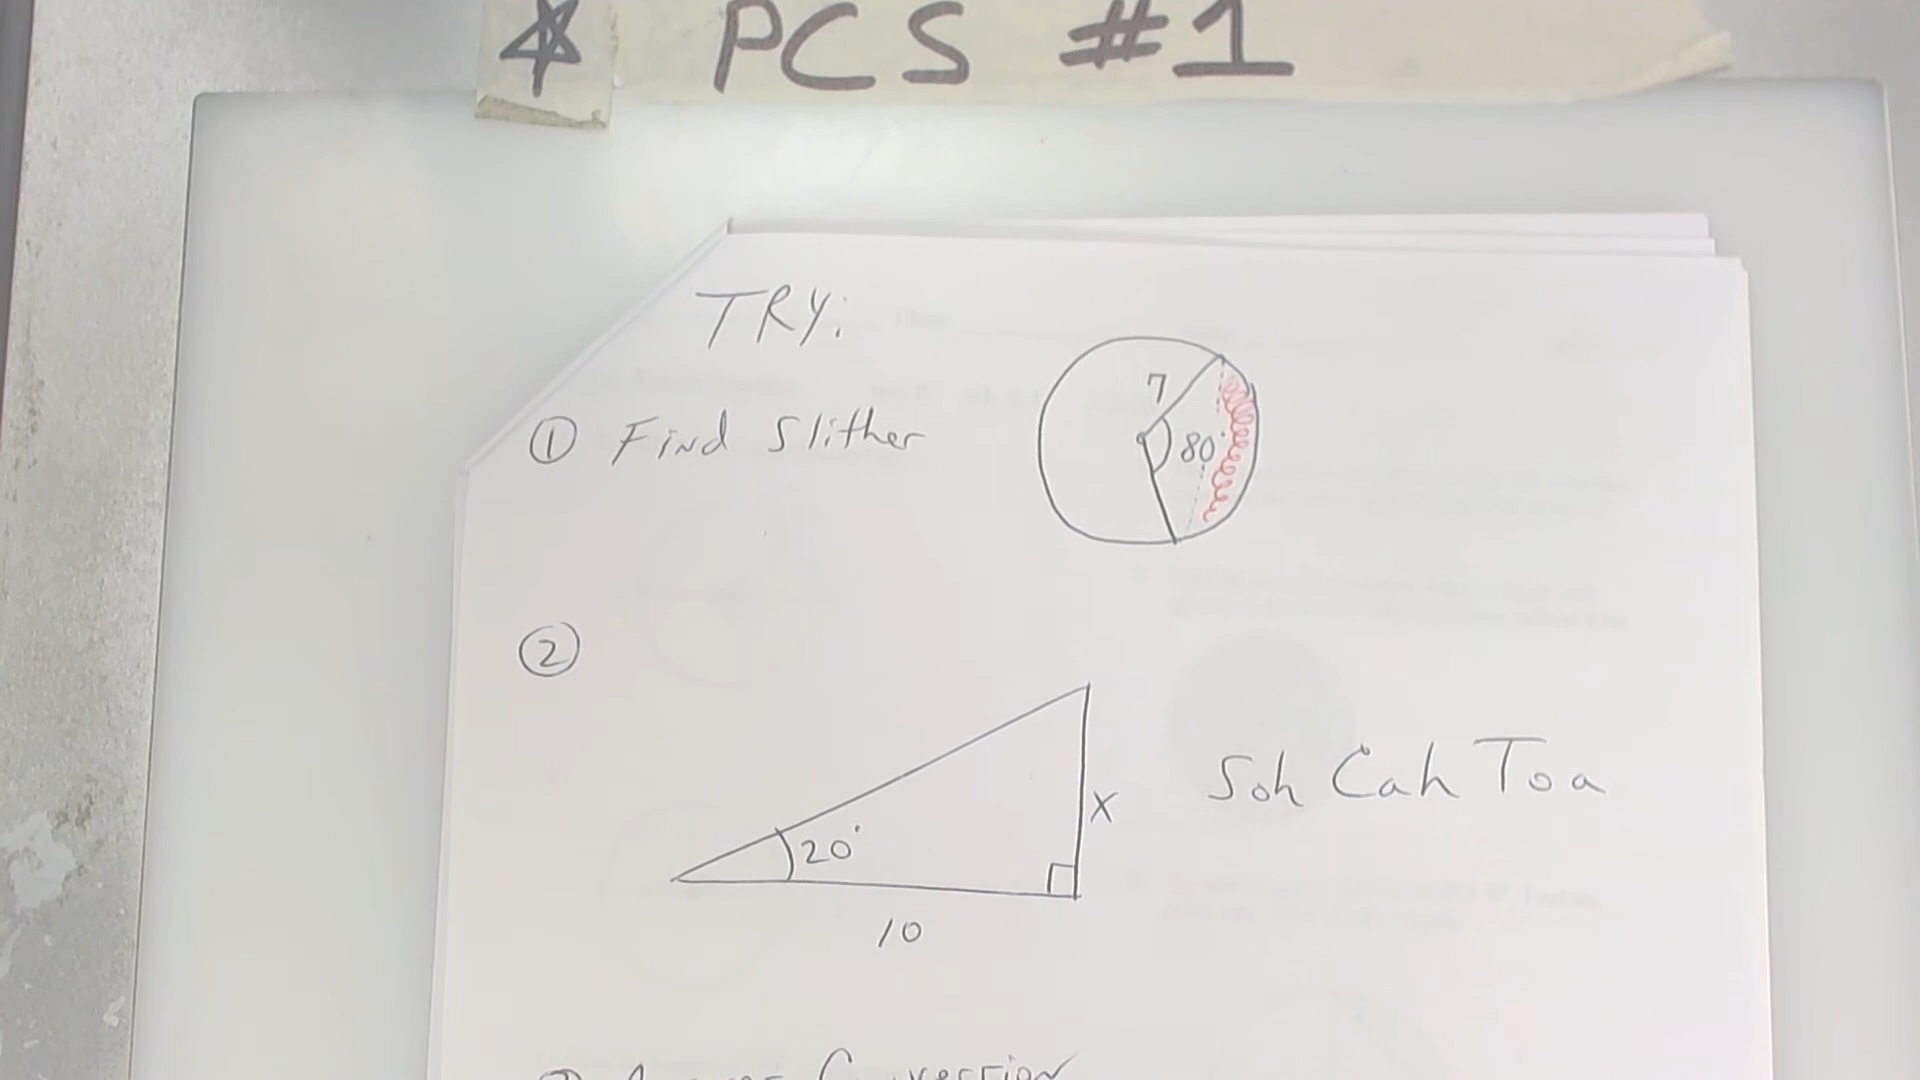 ☆ PCS #1
TRY:
① Find Slither
7
80°
②
20°
x
10
Soh Cah Toa